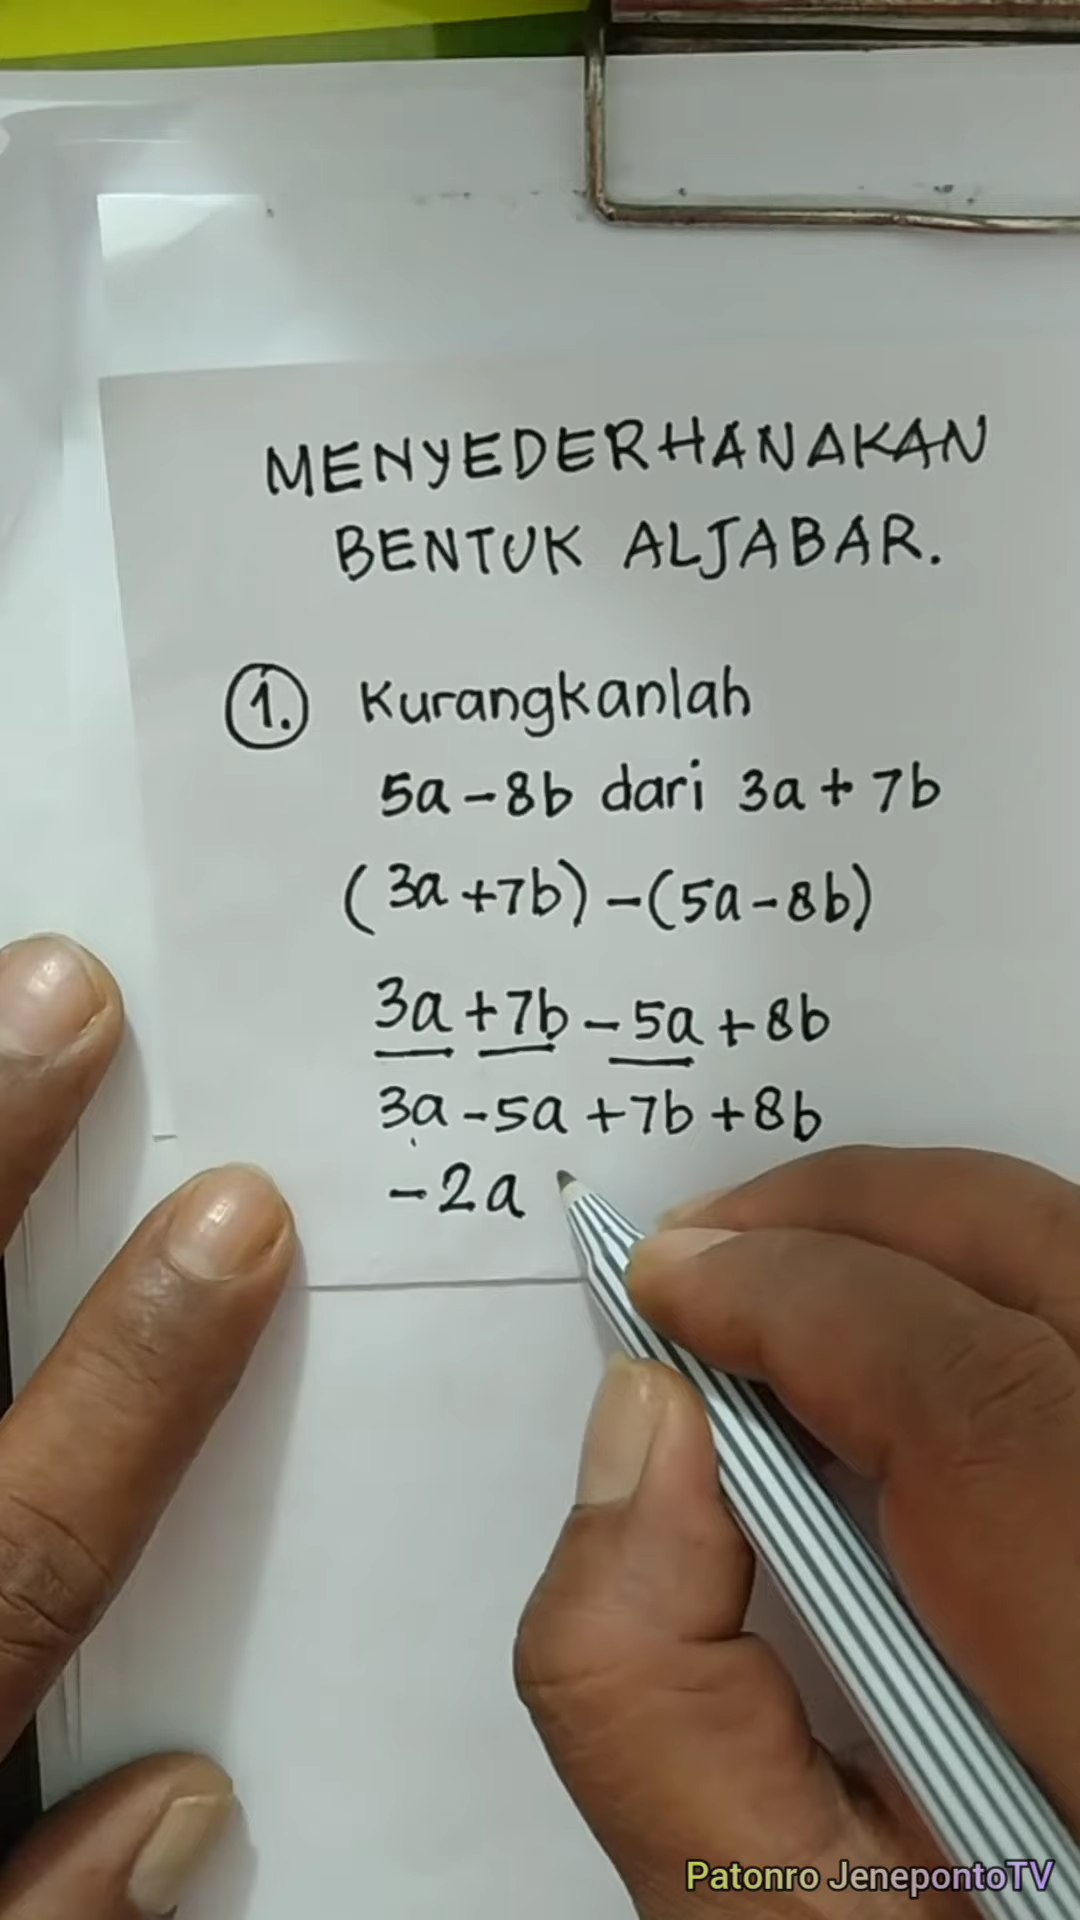 MENYEDERHANAKAN
BENTUK ALJABAR.
1. Kurangkanlah
5a - 8b dari 3a + 7b
(3a + 7b) - (5a - 8b)
3a + 7b - 5a + 8b
3a - 5a + 7b + 8b
- 2a
Patonro JenepontoTV